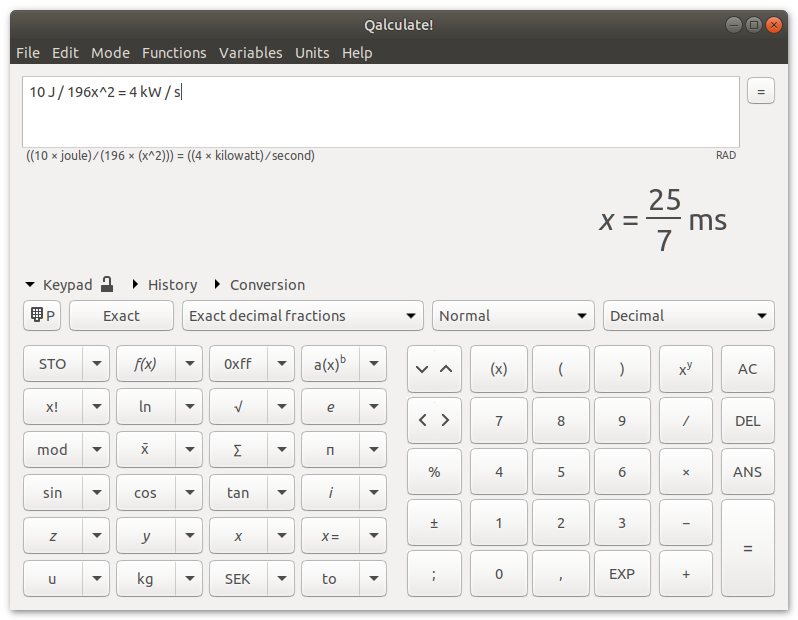 Qalculate!
File Edit Mode Functions Variables Units Help
10 J / 196x^2 = 4 kW / s
=
((10 × joule) ∕ (196 × (x^2))) = ((4 × kilowatt) ∕ second)
RAD
x = 25/7 ms
Keypad History Conversion
P Exact Exact decimal fractions Normal Decimal
STO f(x) 0xff a(x)^b (x) ( ) x^y AC
x! ln √ e 7 8 9 ∕ DEL
mod x̄ ∑ π % 4 5 6 × ANS
sin cos tan i ± 1 2 3 −
z y x x = =
u kg SEK to ; 0 , EXP +